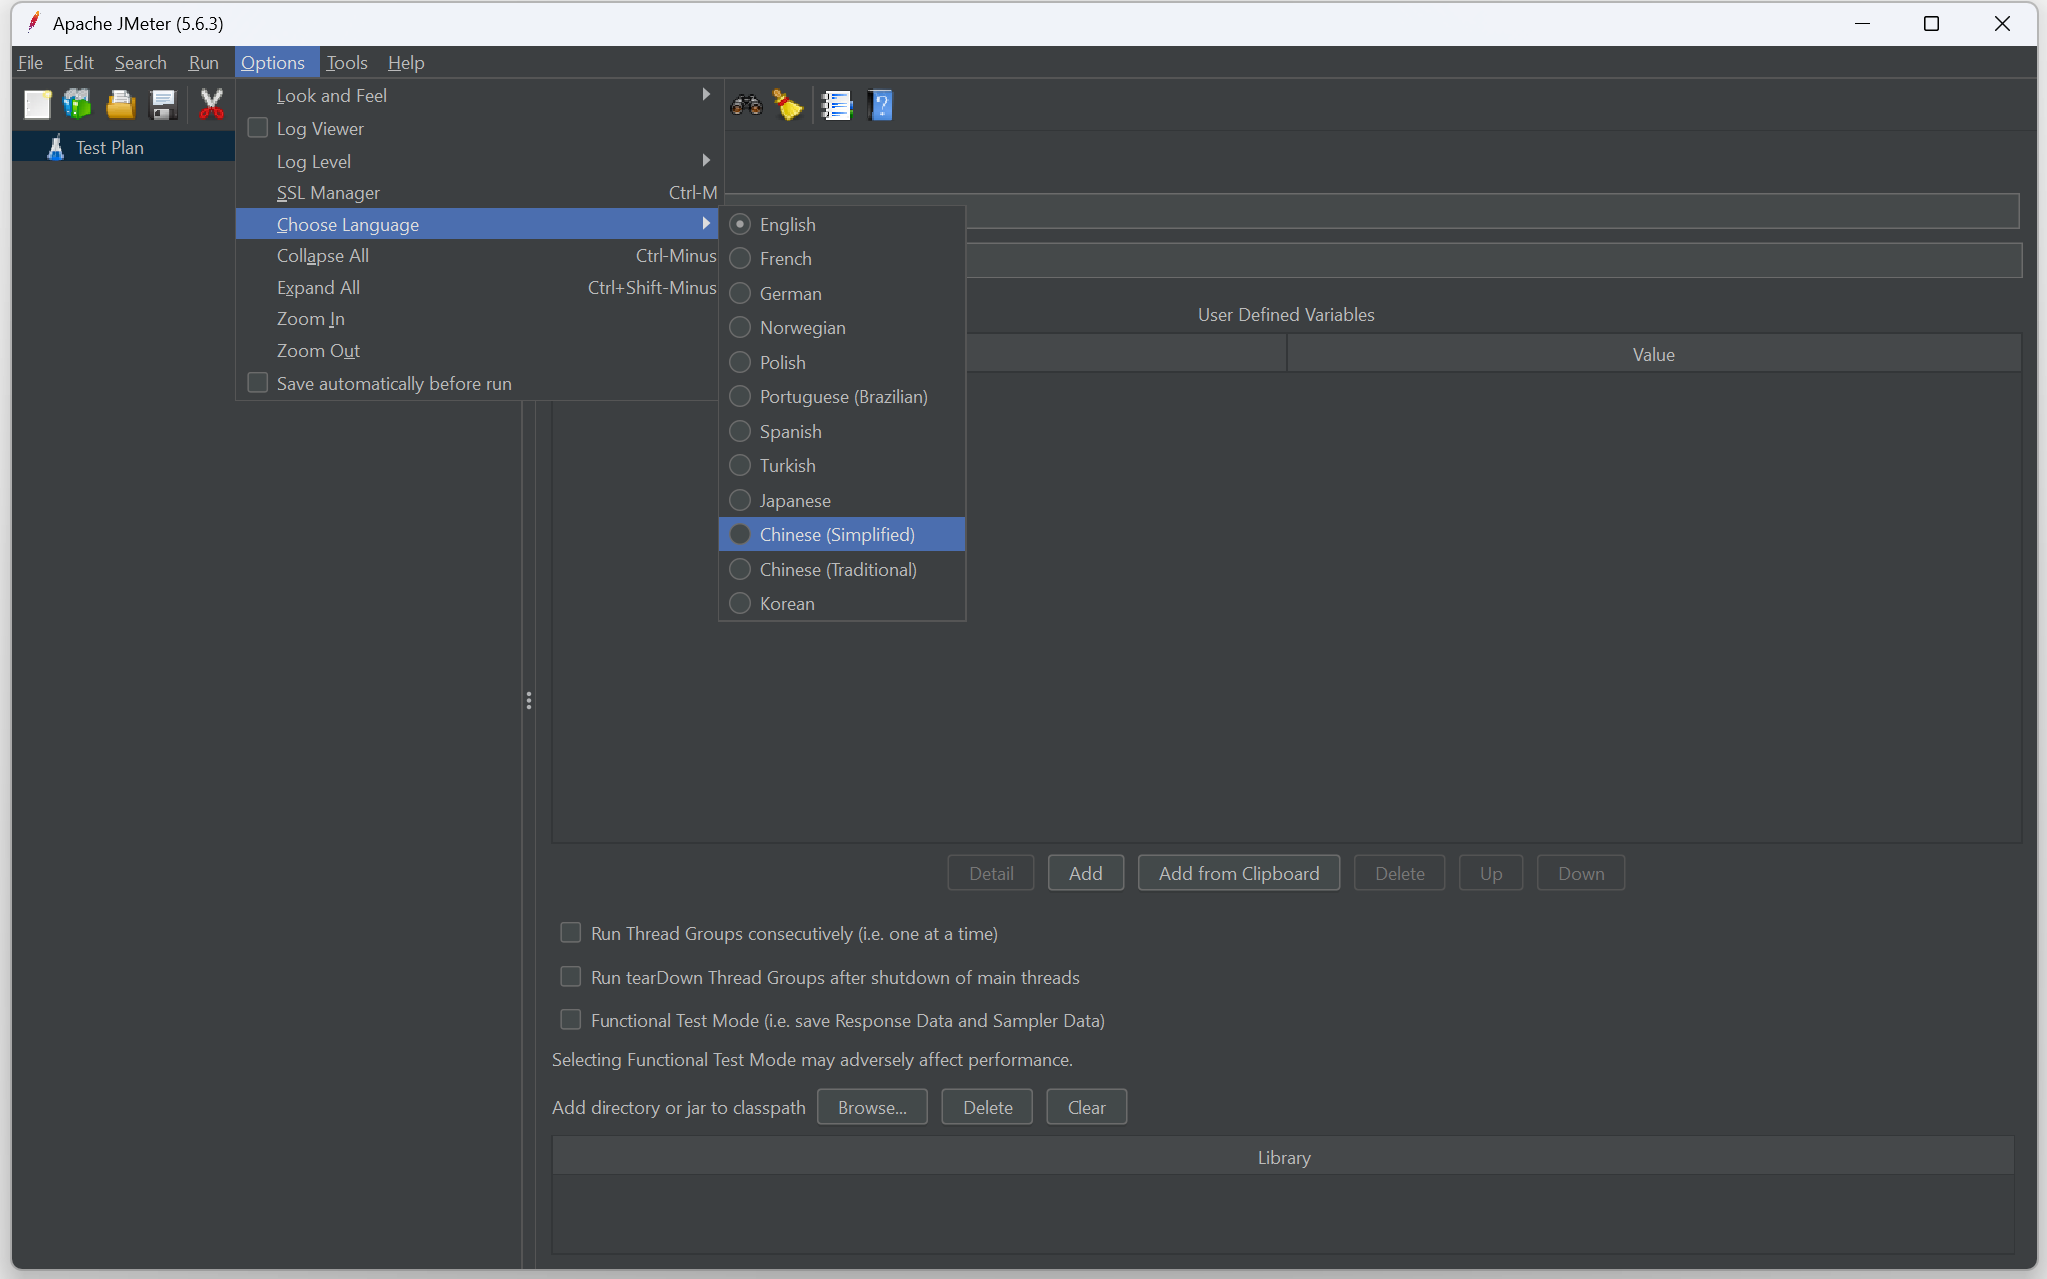 Apache JMeter (5.6.3)
File Edit Search Run Options Tools Help
Test Plan
Look and Feel
Log Viewer
Log Level
SSL Manager Ctrl-M
Choose Language
Collapse All Ctrl-Minus
Expand All Ctrl+Shift-Minus
Zoom In
Zoom Out
Save automatically before run
English
French
German
Norwegian
Polish
Portuguese (Brazilian)
Spanish
Turkish
Japanese
Chinese (Simplified)
Chinese (Traditional)
Korean
User Defined Variables
Value
Detail Add Add from Clipboard Delete Up Down
Run Thread Groups consecutively (i.e. one at a time)
Run tearDown Thread Groups after shutdown of main threads
Functional Test Mode (i.e. save Response Data and Sampler Data)
Selecting Functional Test Mode may adversely affect performance.
Add directory or jar to classpath Browse... Delete Clear
Library